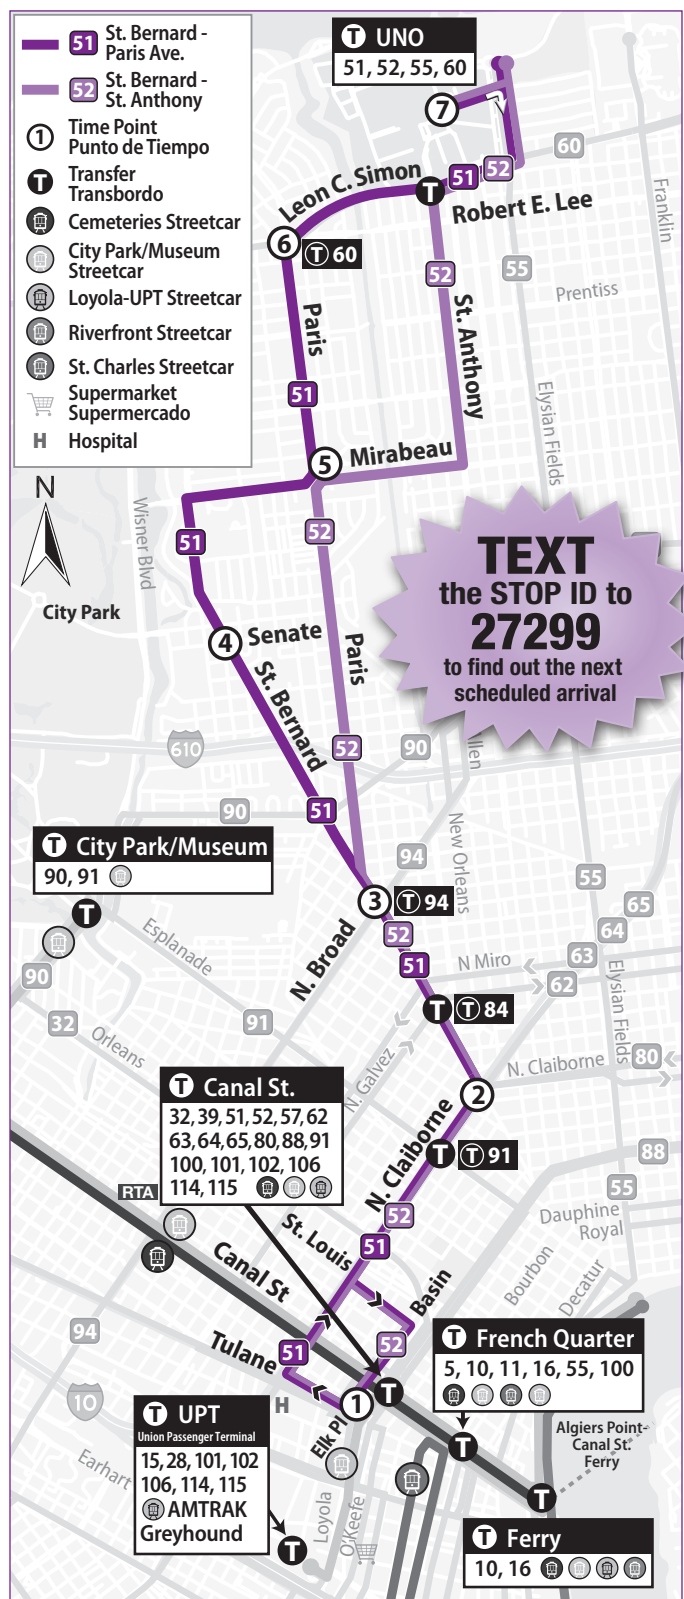 51 St. Bernard -
Paris Ave.
52 St. Bernard -
St. Anthony
1 Time Point
Punto de Tiempo
T Transfer
Transbordo
Cemeteries Streetcar
City Park/Museum
Streetcar
Loyola-UPT Streetcar
Riverfront Streetcar
St. Charles Streetcar
Supermarket
Supermercado
H Hospital
T UNO
51, 52, 55, 60
7
60
51 52
Leon C. Simon
T
Robert E. Lee
Franklin
6
T 60
52
55
Prentiss
Paris
St. Anthony
51
Elysian Fields
5
Mirabeau
N
Wisner Blvd
51
52
City Park
TEXT
the STOP ID to
27299
to find out the next
scheduled arrival
4
Senate
Paris
St. Bernard
610
52
90
90
51
New Orleans
T City Park/Museum
90, 91
94
T
3
T 94
55
65
64
Esplanade
N. Broad
52
51
N Miro
63
62
90
32
Orleans
91
T
T 84
Elysian Fields
N. Galvez
N. Claiborne
80
T Canal St.
32, 39, 51, 52, 57, 62
63, 64, 65, 80, 88, 91
100, 101, 102, 106
114, 115
2
N. Claiborne
T
T 91
88
55
RTA
52
51
St. Louis
Dauphine
Royal
Canal St
Basin
Bourbon
Decatur
94
Tulane
51
52
T French Quarter
5, 10, 11, 16, 55, 100
10
H
1
T
Elk Pl
T UPT
Union Passenger Terminal
15, 28, 101, 102
106, 114, 115
AMTRAK
Greyhound
Algiers Point-
Canal St.
Ferry
T
Earhart
Loyola
O'Keefe
T
T
T Ferry
10, 16